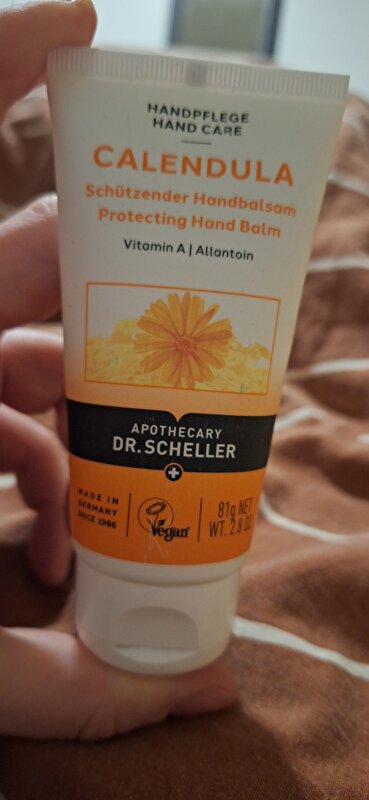 HANDPFLEGE
HAND CARE
CALENDULA
Schützender Handbalsam
Protecting Hand Balm
Vitamin A | Allantoin
APOTHECARY
DR. SCHELLER
MADE IN
GERMANY
SINCE 1986
Vegan
81g NET
WT. 2.8 OZ.